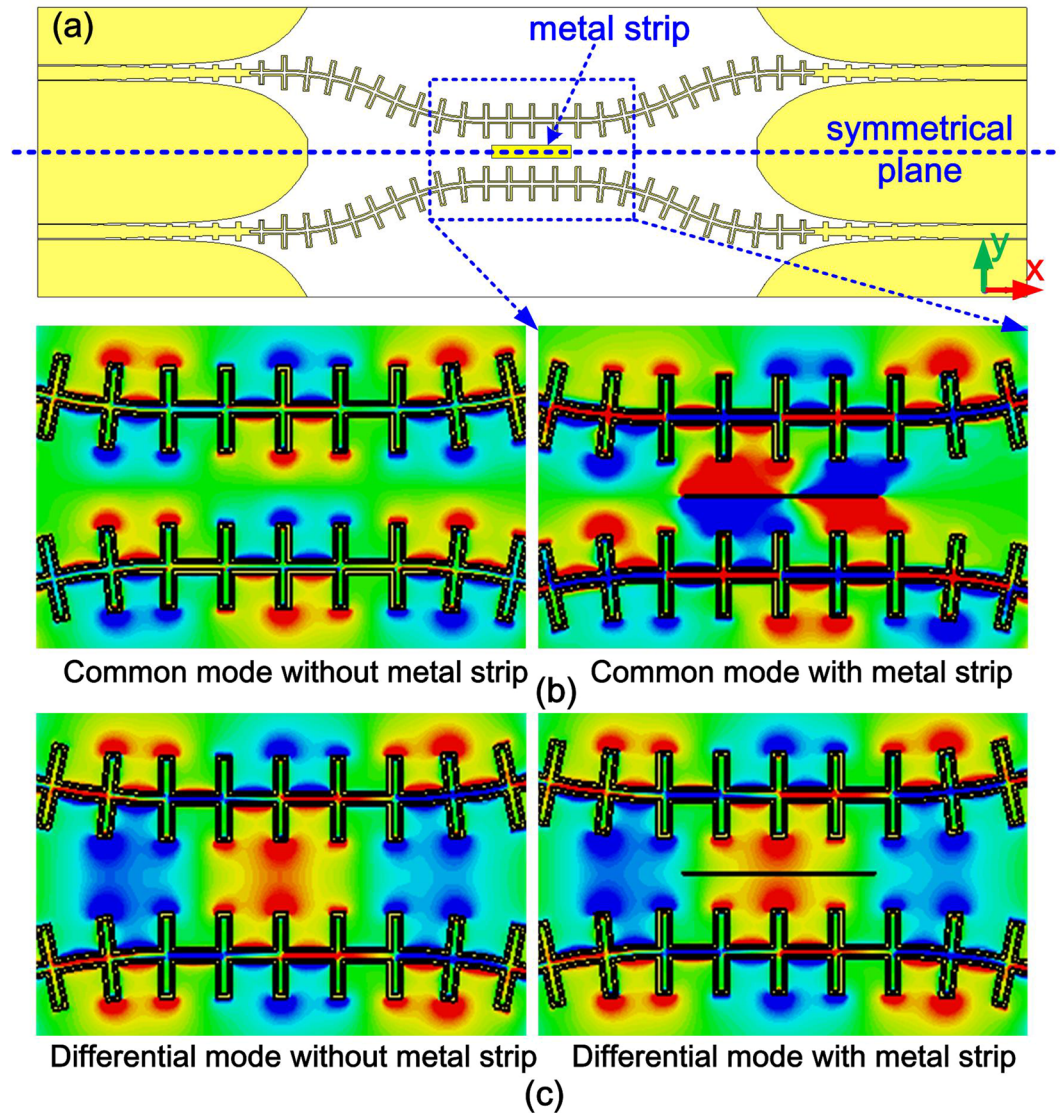 (a)
metal strip
symmetrical
plane
y
x
Common mode without metal strip
Common mode with metal strip
(b)
Differential mode without metal strip
Differential mode with metal strip
(c)